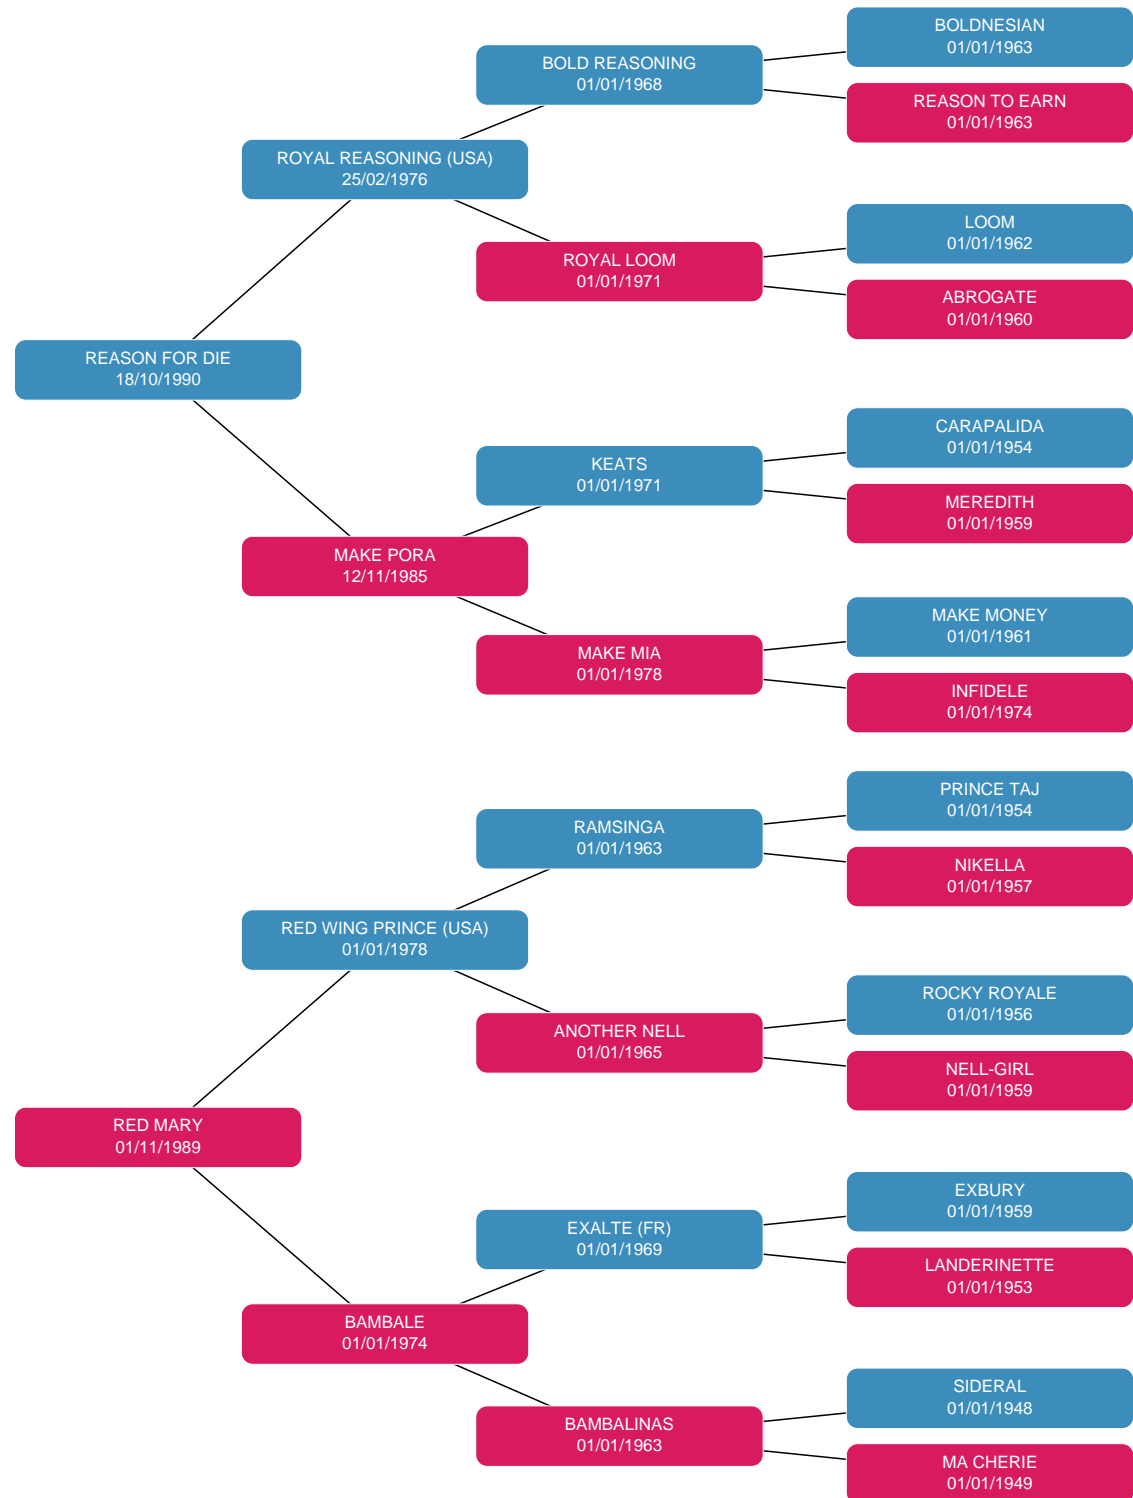 BOLDNESIAN
01/01/1963
BOLD REASONING
01/01/1968
REASON TO EARN
01/01/1963
ROYAL REASONING (USA)
25/02/1976
LOOM
01/01/1962
ROYAL LOOM
01/01/1971
ABROGATE
01/01/1960
REASON FOR DIE
18/10/1990
CARAPALIDA
01/01/1954
KEATS
01/01/1971
MEREDITH
01/01/1959
MAKE PORA
12/11/1985
MAKE MONEY
01/01/1961
MAKE MIA
01/01/1978
INFIDELE
01/01/1974
PRINCE TAJ
01/01/1954
RAMSINGA
01/01/1963
NIKELLA
01/01/1957
RED WING PRINCE (USA)
01/01/1978
ROCKY ROYALE
01/01/1956
ANOTHER NELL
01/01/1965
NELL-GIRL
01/01/1959
RED MARY
01/11/1989
EXBURY
01/01/1959
EXALTE (FR)
01/01/1969
LANDERINETTE
01/01/1953
BAMBALE
01/01/1974
SIDERAL
01/01/1948
BAMBALINAS
01/01/1963
MA CHERIE
01/01/1949